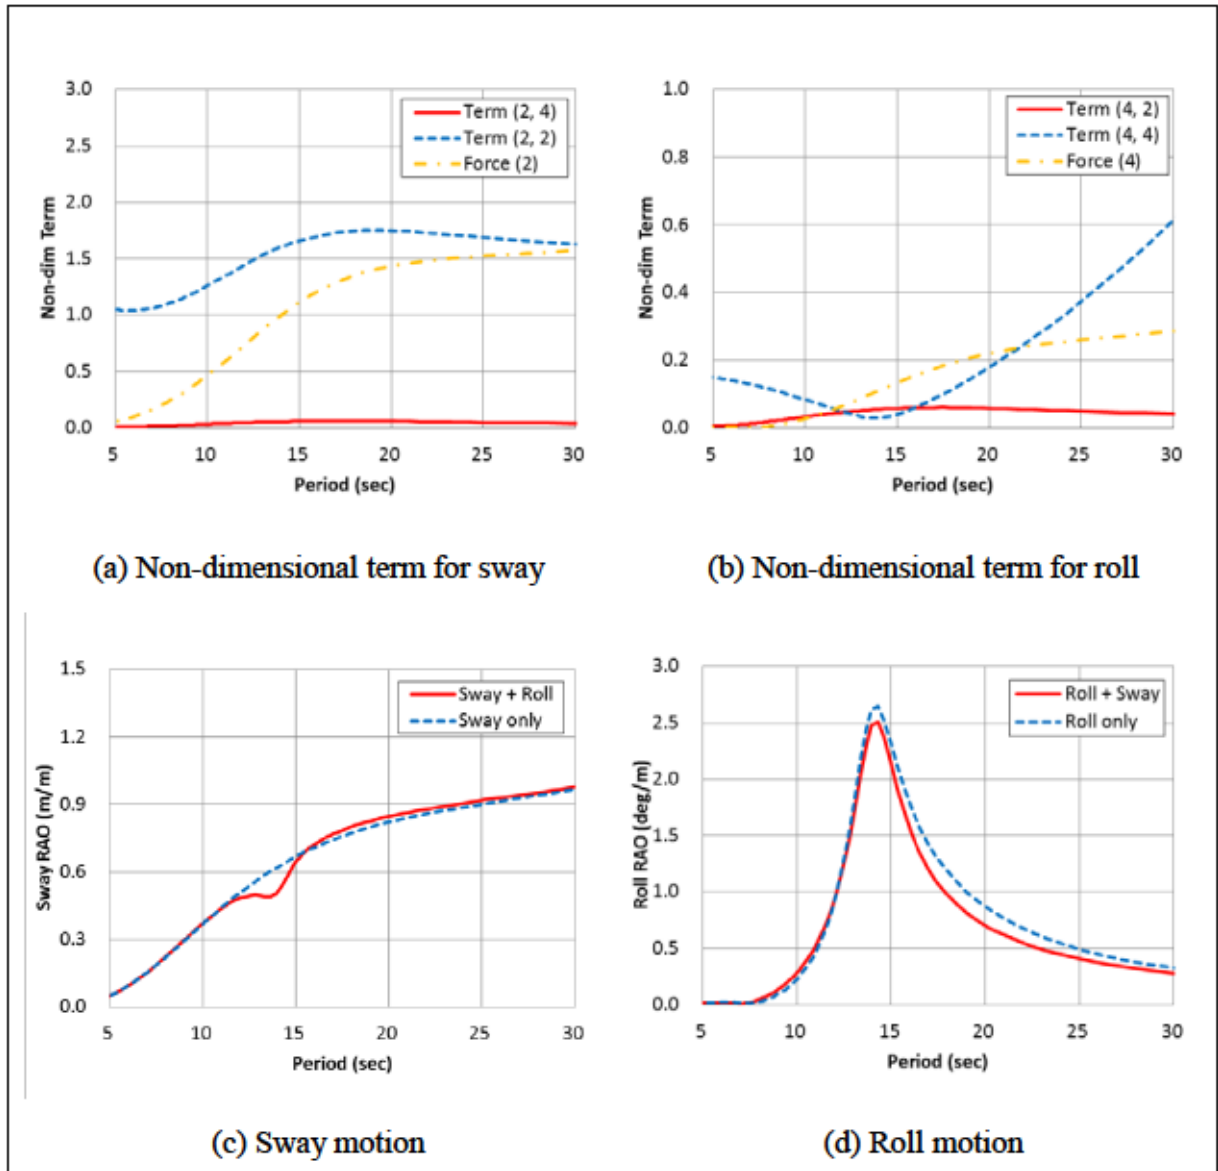 3.0
2.5
2.0
1.5
1.0
0.5
0.0
Non-dim Term
Term (2, 4)
Term (2, 2)
Force (2)
5 10 15 20 25 30
Period (sec)
(a) Non-dimensional term for sway
1.0
0.8
0.6
0.4
0.2
0.0
Non-dim Term
Term (4, 2)
Term (4, 4)
Force (4)
5 10 15 20 25 30
Period (sec)
(b) Non-dimensional term for roll
1.5
1.2
0.9
0.6
0.3
0.0
Sway RAO (m/m)
Sway + Roll
Sway only
5 10 15 20 25 30
Period (sec)
(c) Sway motion
3.0
2.5
2.0
1.5
1.0
0.5
0.0
Roll RAO (deg/m)
Roll + Sway
Roll only
5 10 15 20 25 30
Period (sec)
(d) Roll motion